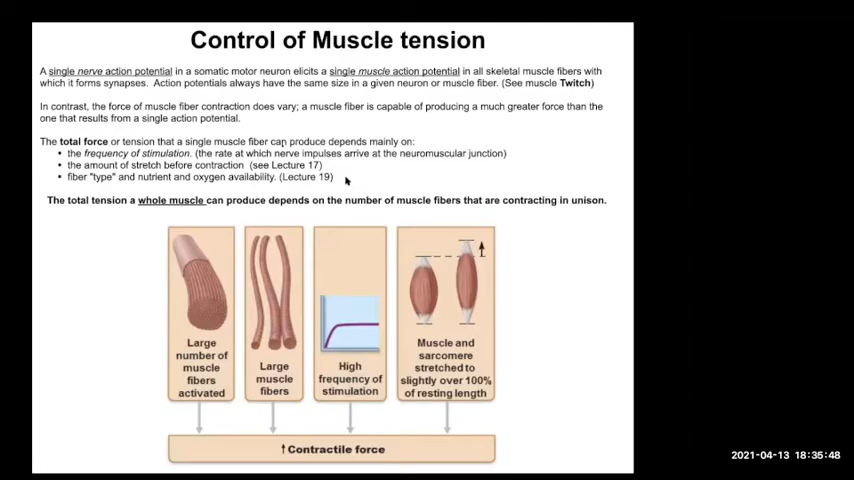 Control of Muscle tension
A single nerve action potential in a somatic motor neuron elicits a single muscle action potential in all skeletal muscle fibers with
which it forms synapses.  Action potentials always have the same size in a given neuron or muscle fiber. (See muscle Twitch)
In contrast, the force of muscle fiber contraction does vary; a muscle fiber is capable of producing a much greater force than the
one that results from a single action potential.
The total force or tension that a single muscle fiber can produce depends mainly on:
• the frequency of stimulation. (the rate at which nerve impulses arrive at the neuromuscular junction)
• the amount of stretch before contraction  (see Lecture 17)
• fiber "type" and nutrient and oxygen availability. (Lecture 19)
The total tension a whole muscle can produce depends on the number of muscle fibers that are contracting in unison.
Large
number of
muscle
fibers
activated
Large
muscle
fibers
High
frequency of
stimulation
Muscle and
sarcomere
stretched to
slightly over 100%
of resting length
↑ Contractile force
2021-04-13 18:35:48